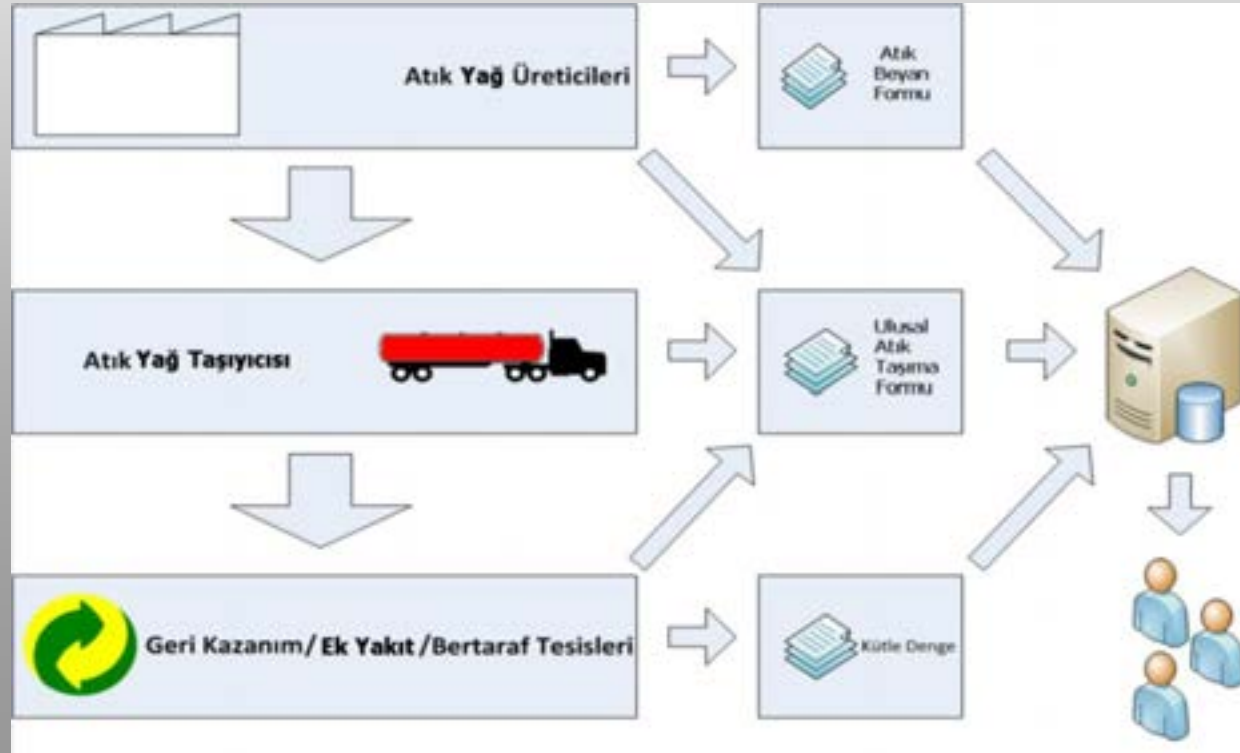 Atık Yağ Üreticileri
Atık
Beyan
Formu
Atık Yağ Taşıyıcısı
Ulusal
Atık
Taşıma
Formu
Geri Kazanım/ Ek Yakıt /Bertaraf Tesisleri
Kütle Denge